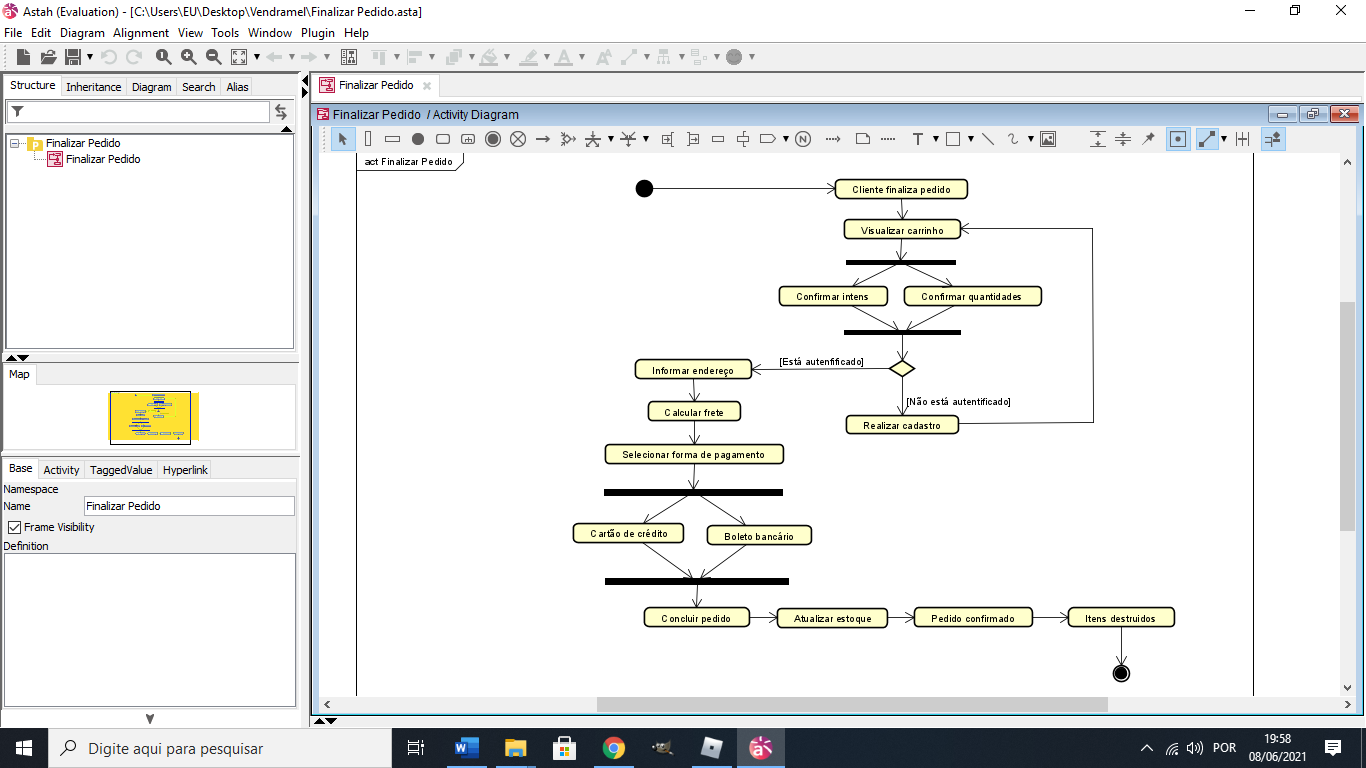 Astah (Evaluation) - [C:\Users\EU\Desktop\Vendramel\Finalizar Pedido.asta]
File Edit Diagram Alignment View Tools Window Plugin Help
Structure Inheritance Diagram Search Alias
Finalizar Pedido
Finalizar Pedido
Map
Base Activity TaggedValue Hyperlink
Namespace
Name Finalizar Pedido
Frame Visibility
Definition
Finalizar Pedido
Finalizar Pedido / Activity Diagram
act Finalizar Pedido
Cliente finaliza pedido
Visualizar carrinho
Confirmar intens Confirmar quantidades
[Está autenfificado]
Informar endereço
[Não está autentificado]
Calcular frete
Realizar cadastro
Selecionar forma de pagamento
Cartão de crédito Boleto bancário
Concluir pedido Atualizar estoque Pedido confirmado Itens destruidos
Digite aqui para pesquisar
POR
19:58
08/06/2021